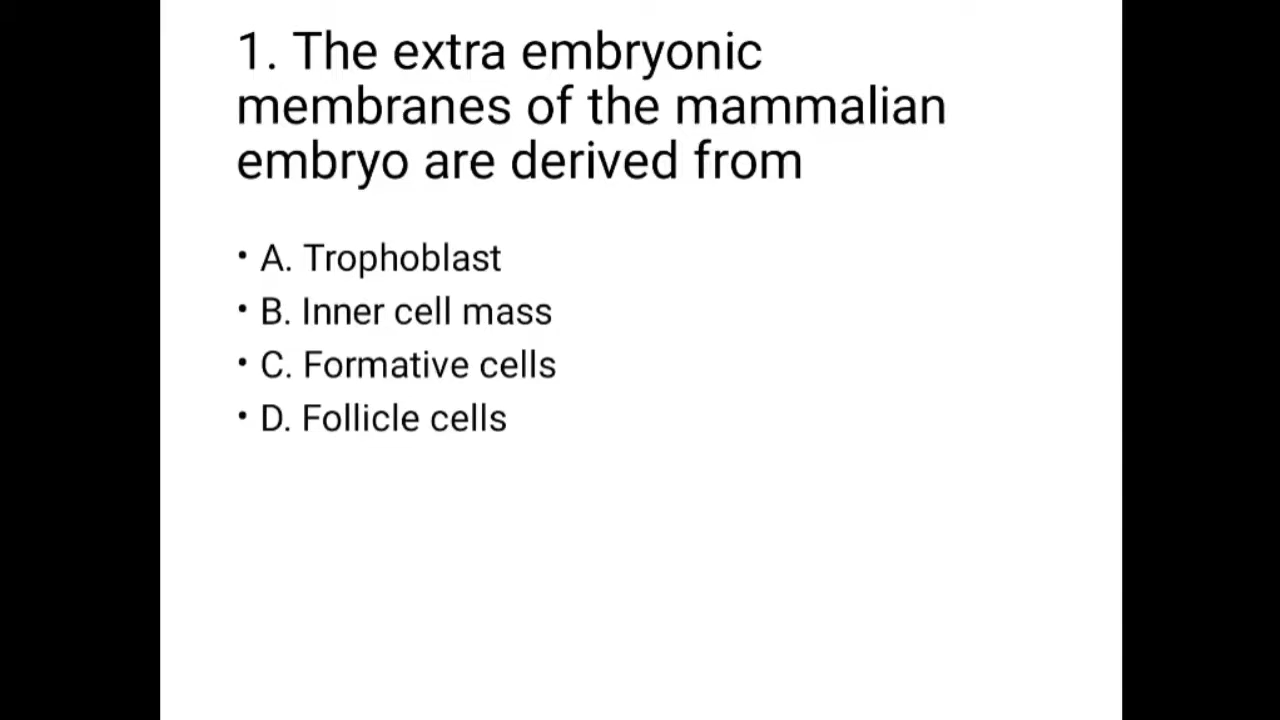 1. The extra embryonic
membranes of the mammalian
embryo are derived from
• A. Trophoblast
• B. Inner cell mass
• C. Formative cells
• D. Follicle cells